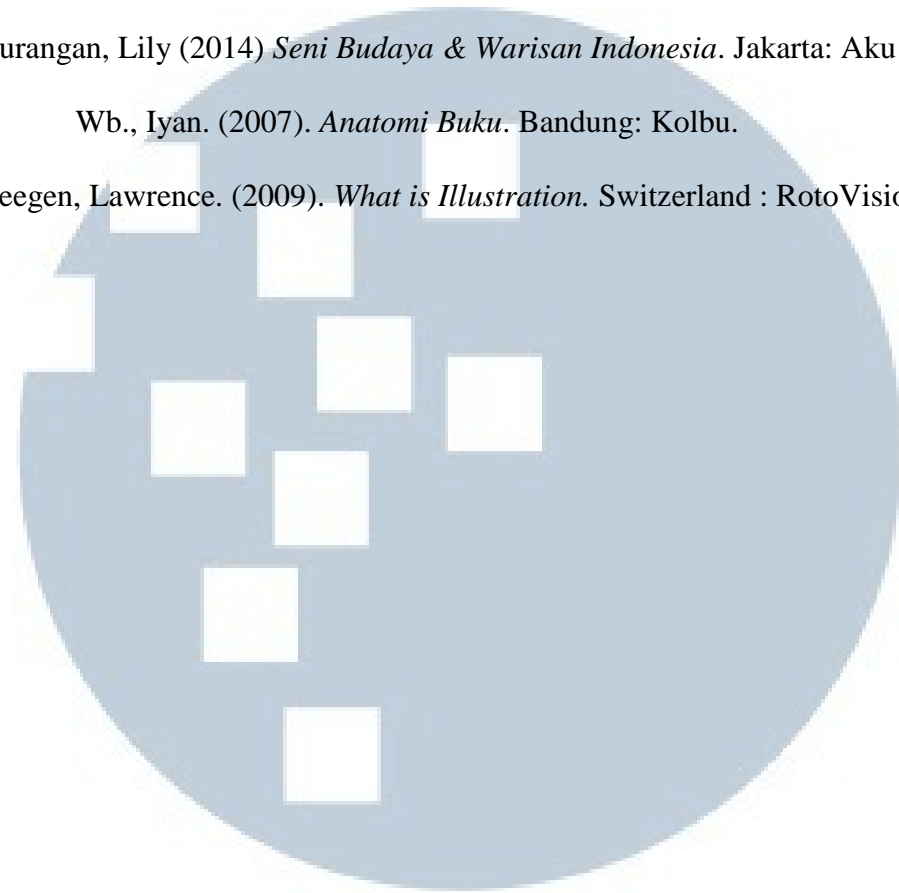 urangan, Lily (2014) Seni Budaya & Warisan Indonesia. Jakarta: Aku
Wb., Iyan. (2007). Anatomi Buku. Bandung: Kolbu.
eegen, Lawrence. (2009). What is Illustration. Switzerland : RotoVisio